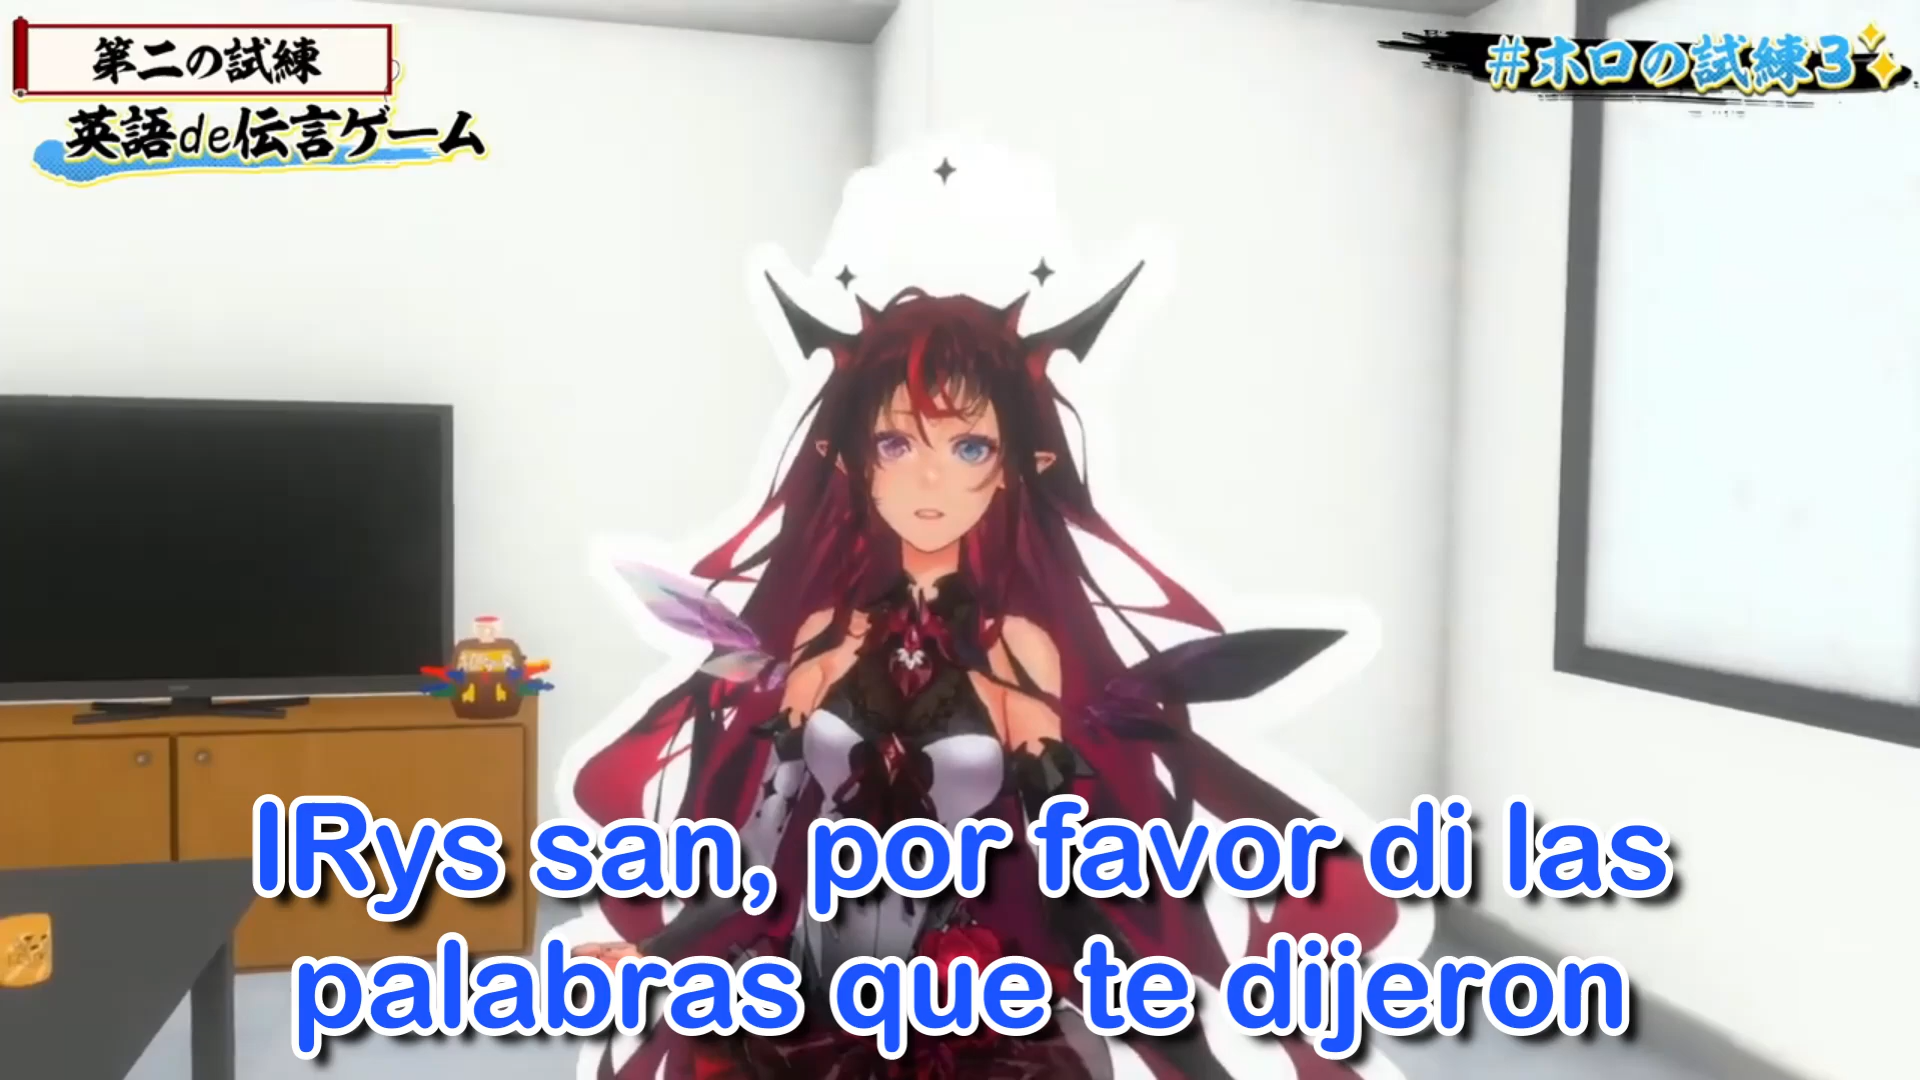 第二の試練
英語de伝言ゲーム
#ホロの試練3
IRys san, por favor di las
palabras que te dijeron